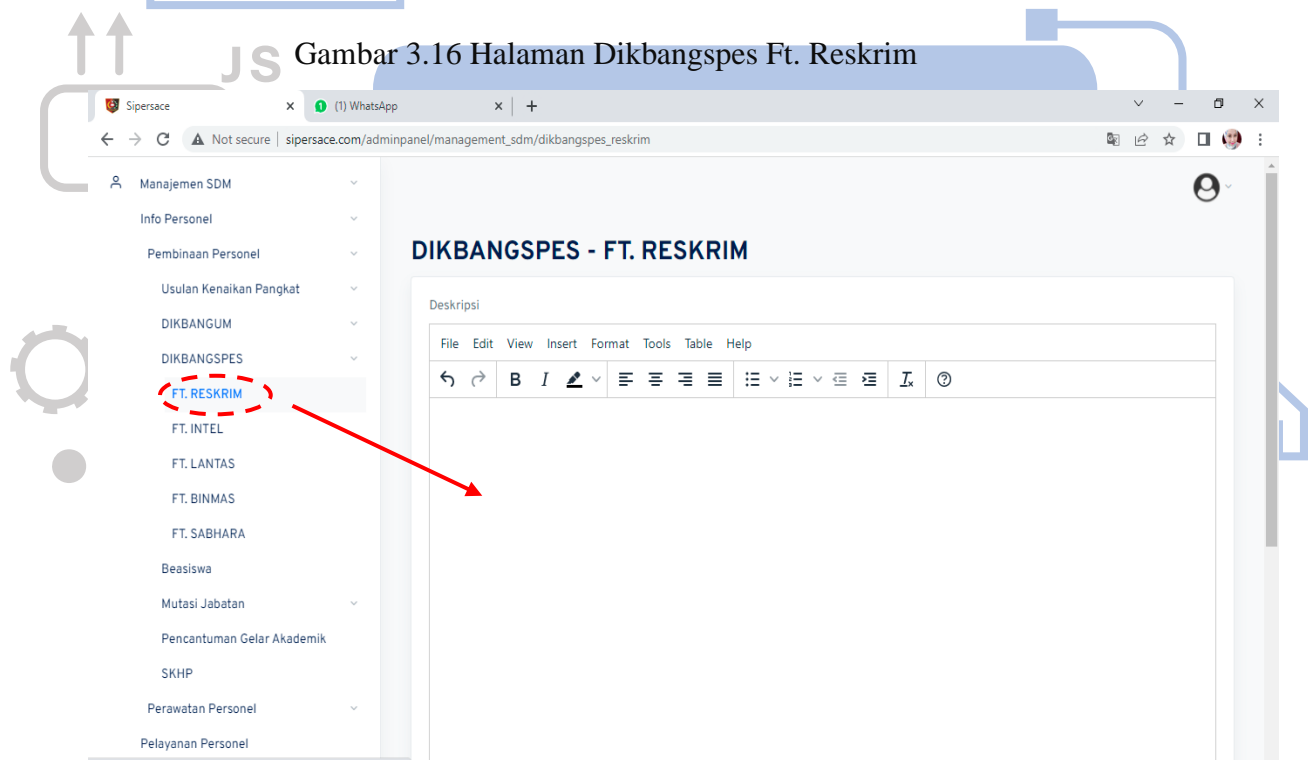 JS
Gambar 3.16 Halaman Dikbangspes Ft. Reskrim
Sipersace
1 (1) WhatsApp
Not secure | sipersace.com/adminpanel/management_sdm/dikbangspes_reskrim
Manajemen SDM
Info Personel
Pembinaan Personel
Usulan Kenaikan Pangkat
DIKBANGUM
DIKBANGSPES
FT. RESKRIM
FT. INTEL
FT. LANTAS
FT. BINMAS
FT. SABHARA
Beasiswa
Mutasi Jabatan
Pencantuman Gelar Akademik
SKHP
Perawatan Personel
Pelayanan Personel
DIKBANGSPES - FT. RESKRIM
Deskripsi
File Edit View Insert Format Tools Table Help
B I